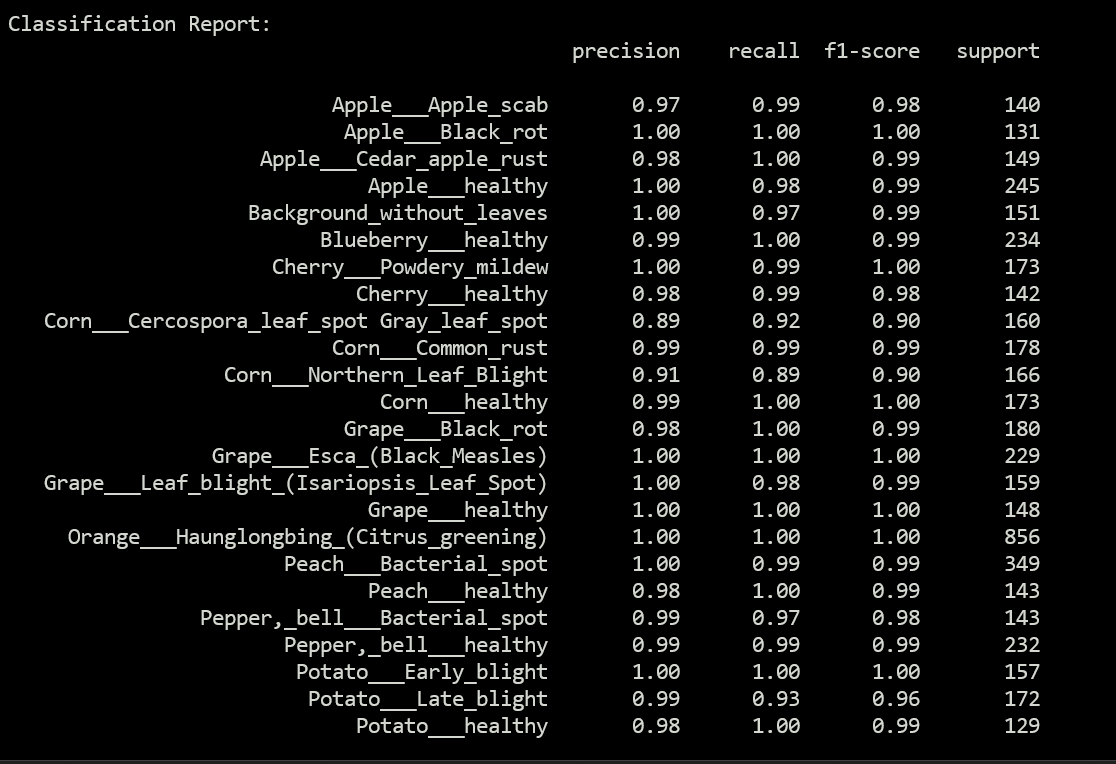 Classification Report:
precision recall f1-score support
Apple___Apple_scab 0.97 0.99 0.98 140
Apple___Black_rot 1.00 1.00 1.00 131
Apple___Cedar_apple_rust 0.98 1.00 0.99 149
Apple___healthy 1.00 0.98 0.99 245
Background_without_leaves 1.00 0.97 0.99 151
Blueberry___healthy 0.99 1.00 0.99 234
Cherry___Powdery_mildew 1.00 0.99 1.00 173
Cherry___healthy 0.98 0.99 0.98 142
Corn___Cercospora_leaf_spot Gray_leaf_spot 0.89 0.92 0.90 160
Corn___Common_rust 0.99 0.99 0.99 178
Corn___Northern_Leaf_Blight 0.91 0.89 0.90 166
Corn___healthy 0.99 1.00 1.00 173
Grape___Black_rot 0.98 1.00 0.99 180
Grape___Esca_(Black_Measles) 1.00 1.00 1.00 229
Grape___Leaf_blight_(Isariopsis_Leaf_Spot) 1.00 0.98 0.99 159
Grape___healthy 1.00 1.00 1.00 148
Orange___Haunglongbing_(Citrus_greening) 1.00 1.00 1.00 856
Peach___Bacterial_spot 1.00 0.99 0.99 349
Peach___healthy 0.98 1.00 0.99 143
Pepper,_bell___Bacterial_spot 0.99 0.97 0.98 143
Pepper,_bell___healthy 0.99 0.99 0.99 232
Potato___Early_blight 1.00 1.00 1.00 157
Potato___Late_blight 0.99 0.93 0.96 172
Potato___healthy 0.98 1.00 0.99 129